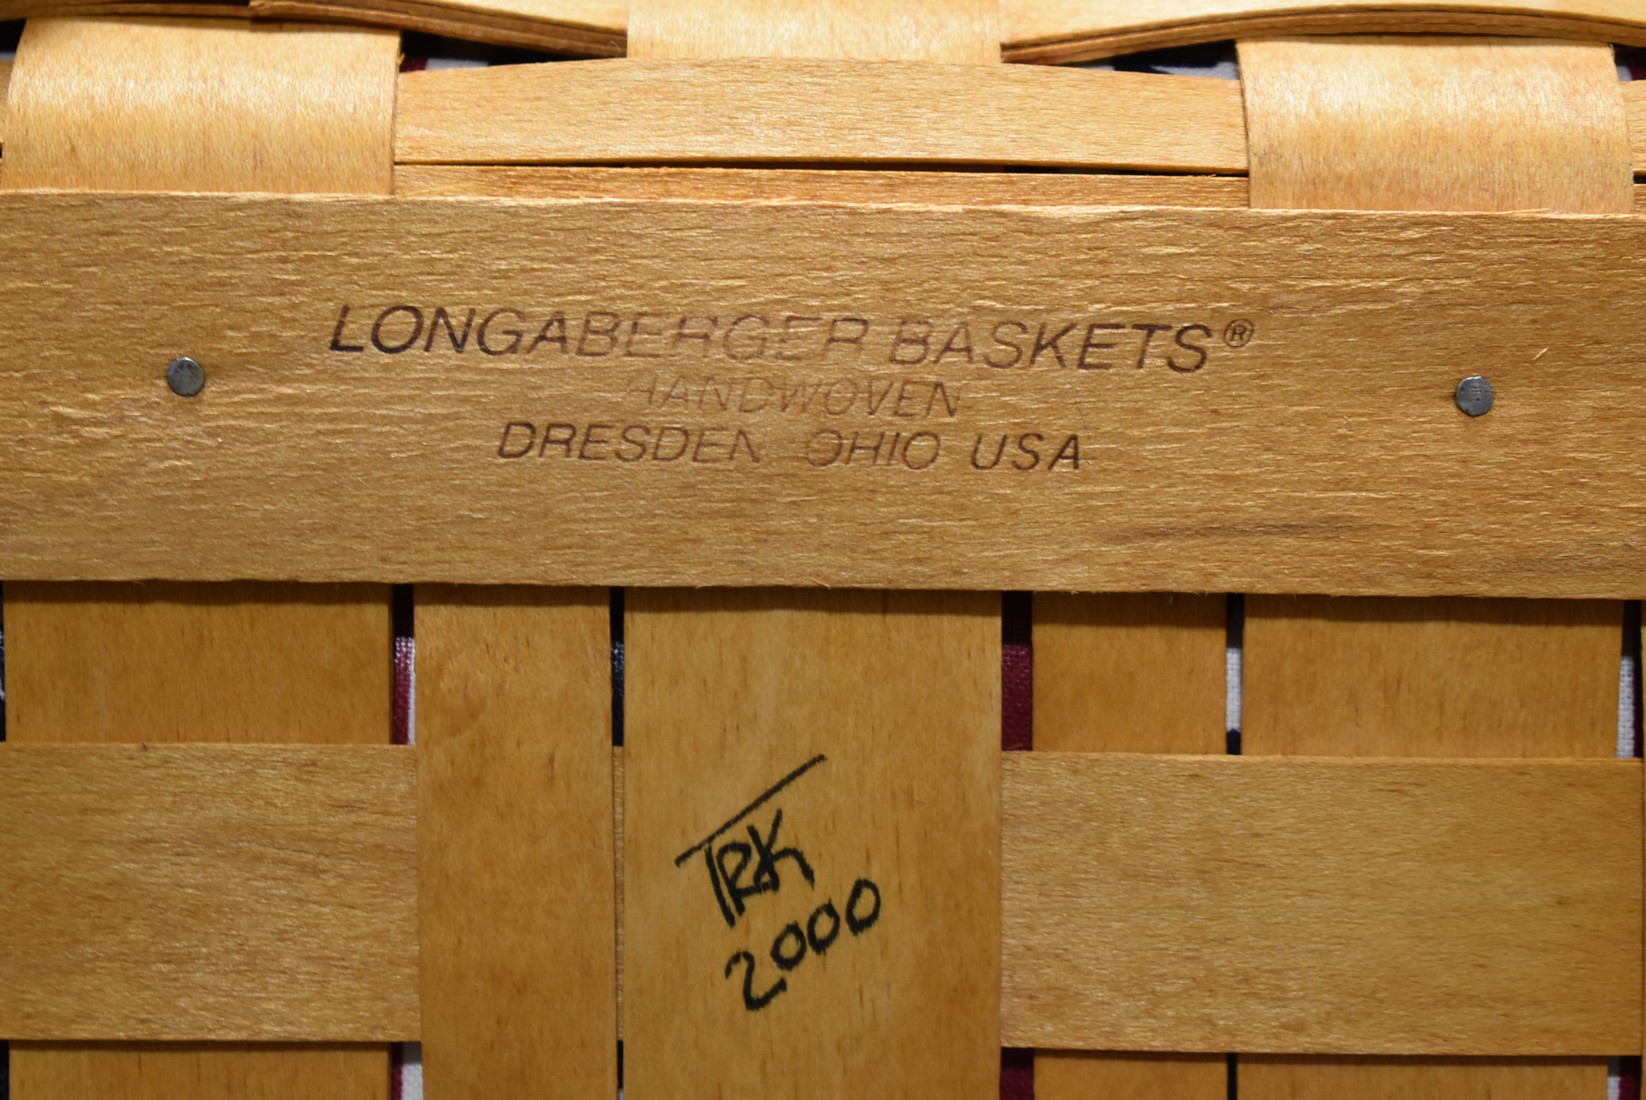 LONGABERGER BASKETS®
HANDWOVEN
DRESDEN OHIO USA
TRK
2000